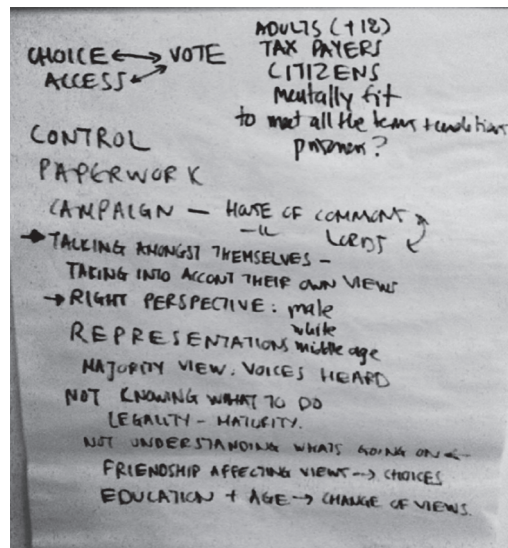 CHOICE ↔ VOTE
ACCESS
ADULTS (+18)
TAX PAYERS
CITIZENS
Mentally fit
to meet all the terms + conditions
prisoners?
CONTROL
PAPERWORK
CAMPAIGN – HOUSE OF COMMONS
–"– LORDS
→ TALKING AMONGST THEMSELVES –
TAKING INTO ACCONT THEIR OWN VIEWS
→ RIGHT PERSPECTIVE: male
white
REPRESENTATIONS middle age
MAJORITY VIEW. VOICES HEARD
NOT KNOWING WHAT TO DO
LEGALITY – MATURITY.
NOT UNDERSTANDING WHATS GOING ON ←
FRIENDSHIP AFFECTING VIEWS → CHOICES
EDUCATION + AGE → CHANGE OF VIEWS.